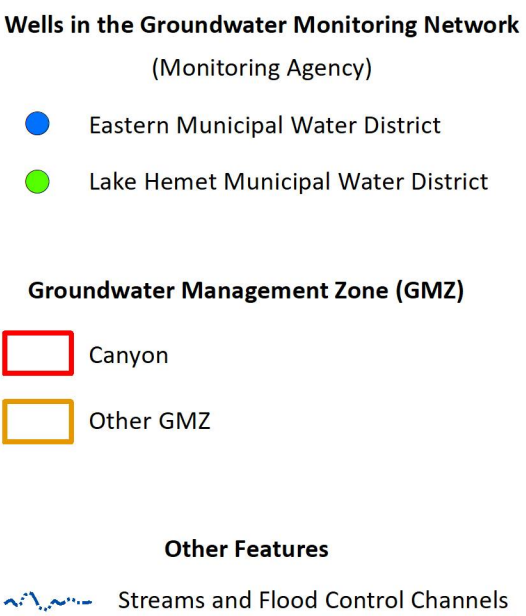 Wells in the Groundwater Monitoring Network
(Monitoring Agency)
Eastern Municipal Water District
Lake Hemet Municipal Water District
Groundwater Management Zone (GMZ)
Canyon
Other GMZ
Other Features
Streams and Flood Control Channels